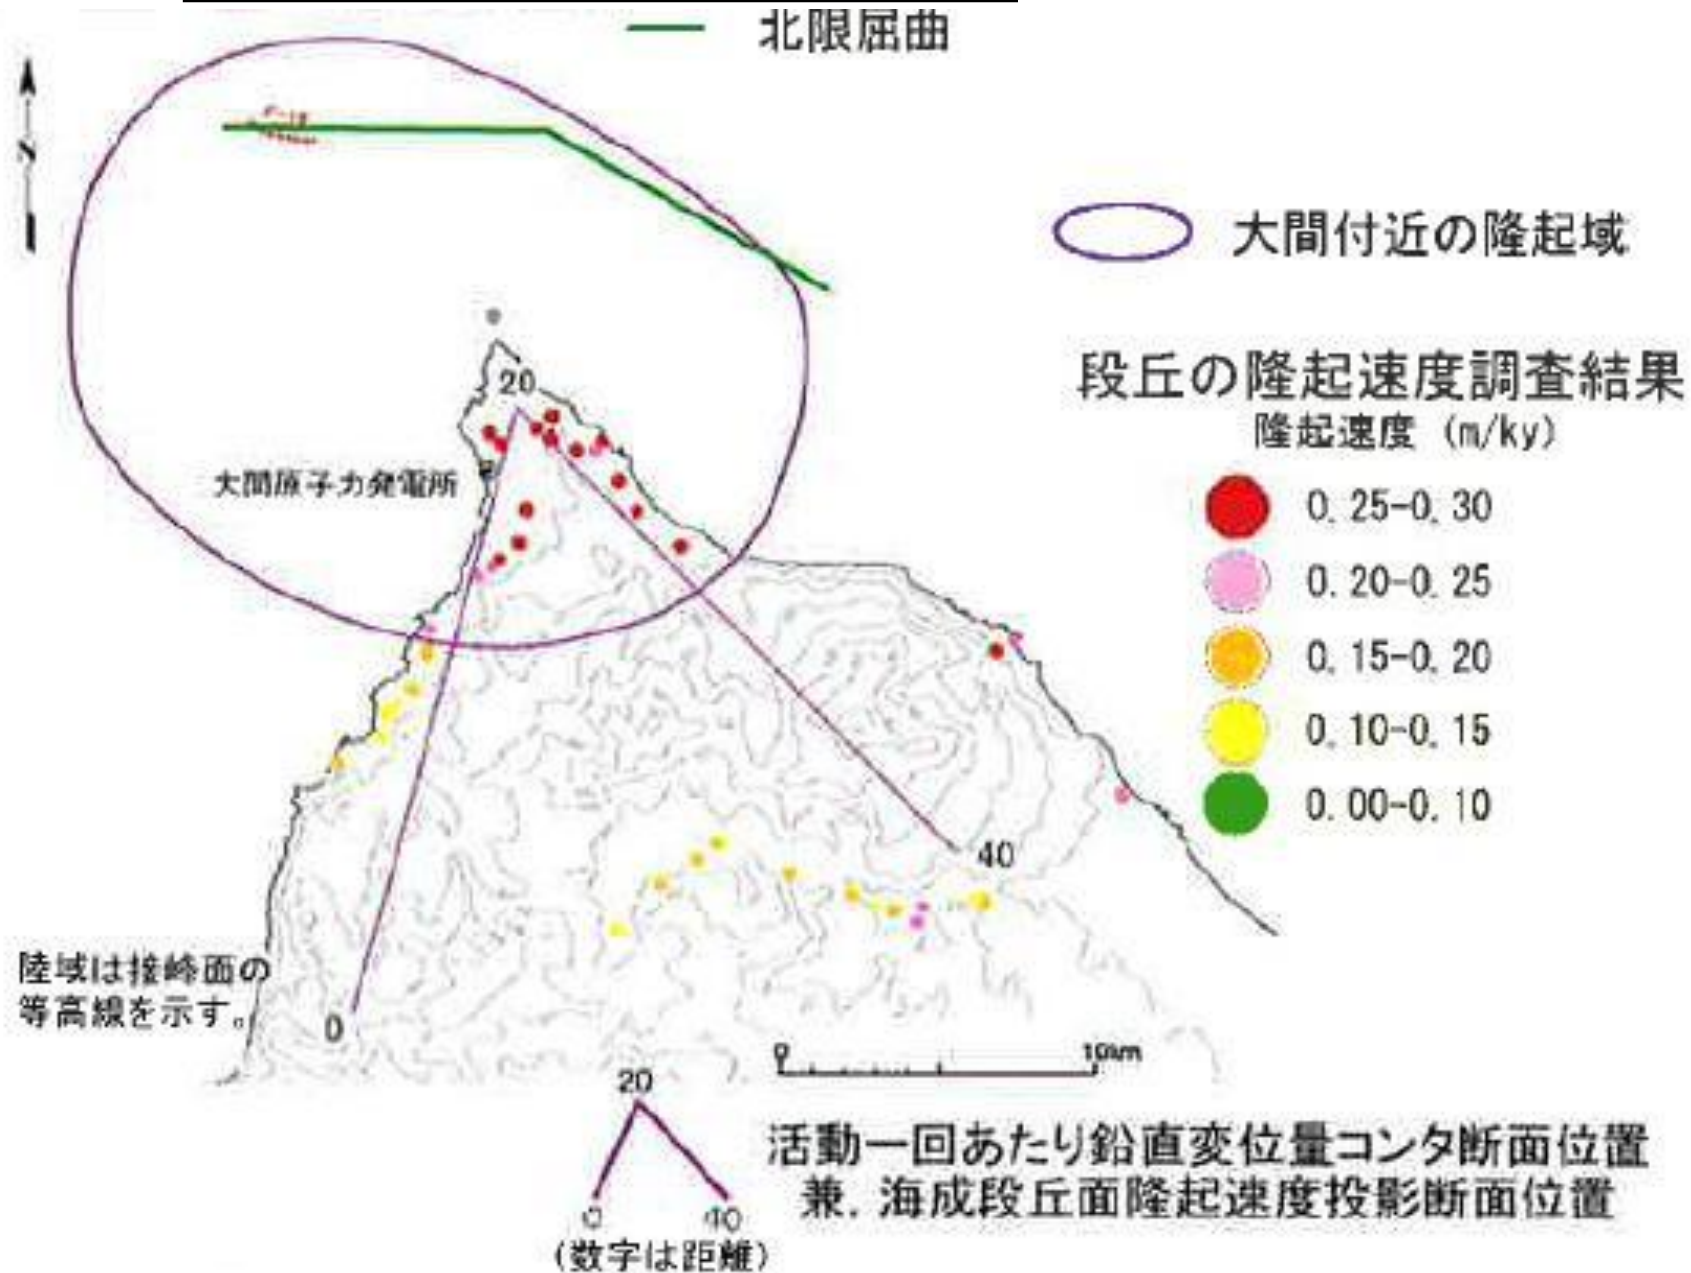 北限屈曲
N
F-18
大間付近の隆起域
20
段丘の隆起速度調査結果
隆起速度 (m/ky)
大間原子力発電所
0.25-0.30
0.20-0.25
0.15-0.20
0.10-0.15
0.00-0.10
40
陸域は接峰面の
等高線を示す。
0
0 10km
20
活動一回あたり鉛直変位量コンタ断面位置
兼.海成段丘面隆起速度投影断面位置
0 40
(数字は距離)